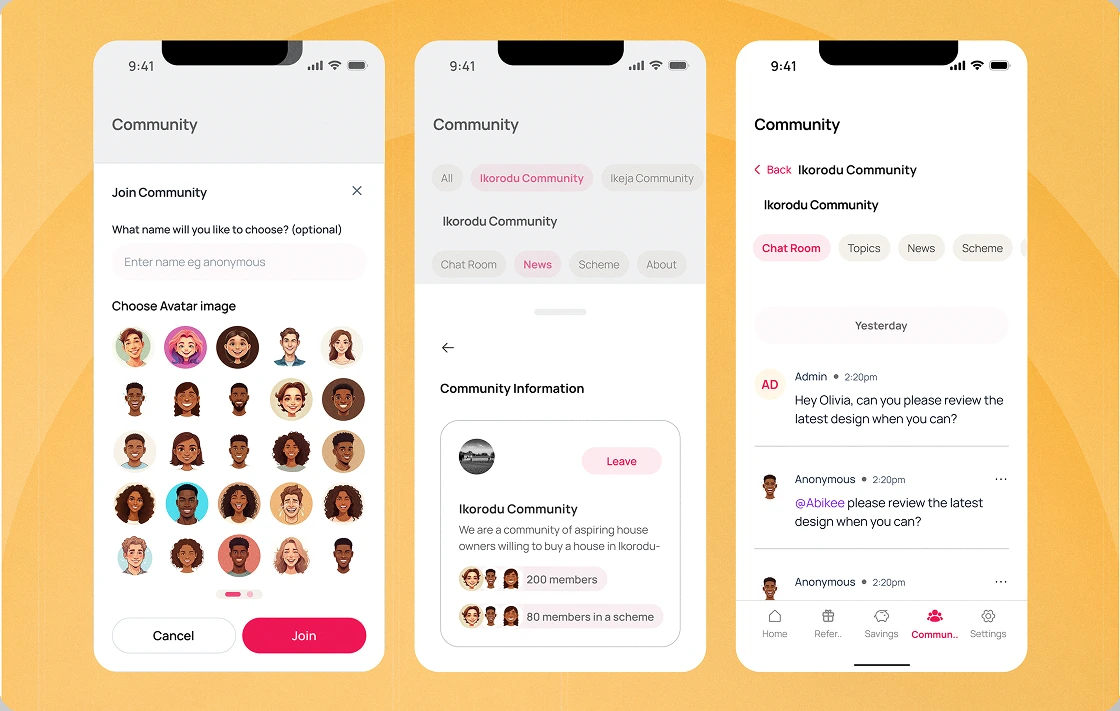 9:41
Community
Join Community
What name will you like to choose? (optional)
Enter name eg anonymous
Choose Avatar image
Cancel
Join
9:41
Community
All
Ikorodu Community
Ikeja Community
Ikorodu Community
Chat Room
News
Scheme
About
Community Information
Leave
Ikorodu Community
We are a community of aspiring house
owners willing to buy a house in Ikorodu-
200 members
80 members in a scheme
9:41
Community
Back Ikorodu Community
Ikorodu Community
Chat Room
Topics
News
Scheme
Yesterday
AD
Admin • 2:20pm
Hey Olivia, can you please review the
latest design when you can?
Anonymous • 2:20pm
@Abikee please review the latest
design when you can?
Anonymous • 2:20pm
Home
Refer..
Savings
Commun..
Settings